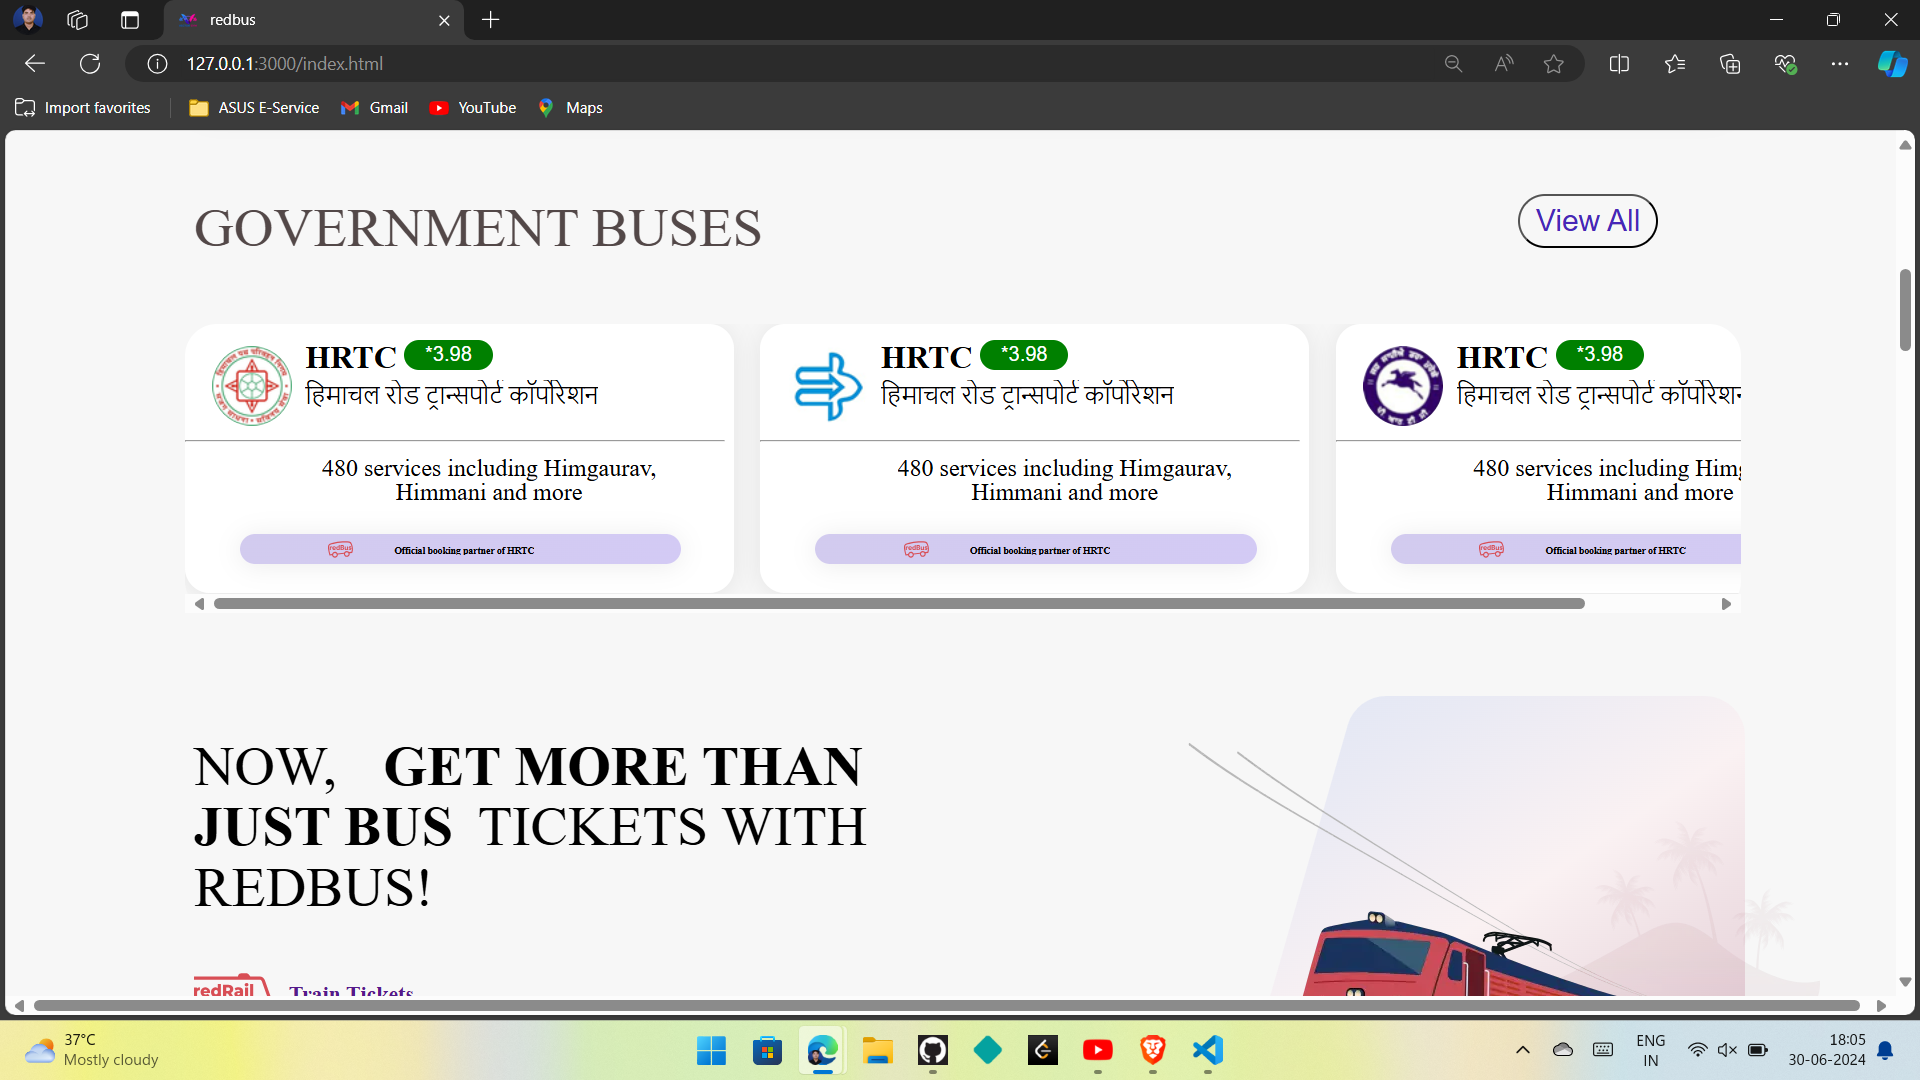 redbus
127.0.0.1:3000/index.html
Import favorites
ASUS E-Service
Gmail
YouTube
Maps
GOVERNMENT BUSES
View All
HRTC *3.98
हिमाचल रोड ट्रान्सपोर्ट कॉर्पोरेशन
480 services including Himgaurav,
Himmani and more
redBus Official booking partner of HRTC
HRTC *3.98
हिमाचल रोड ट्रान्सपोर्ट कॉर्पोरेशन
480 services including Himgaurav,
Himmani and more
redBus Official booking partner of HRTC
HRTC *3.98
हिमाचल रोड ट्रान्सपोर्ट कॉर्पोरेशन
480 services including Himg
Himmani and more
redBus Official booking partner of HRTC
NOW, GET MORE THAN
JUST BUS TICKETS WITH
REDBUS!
redRail Train Tickets
37°C
Mostly cloudy
ENG
IN
18:05
30-06-2024